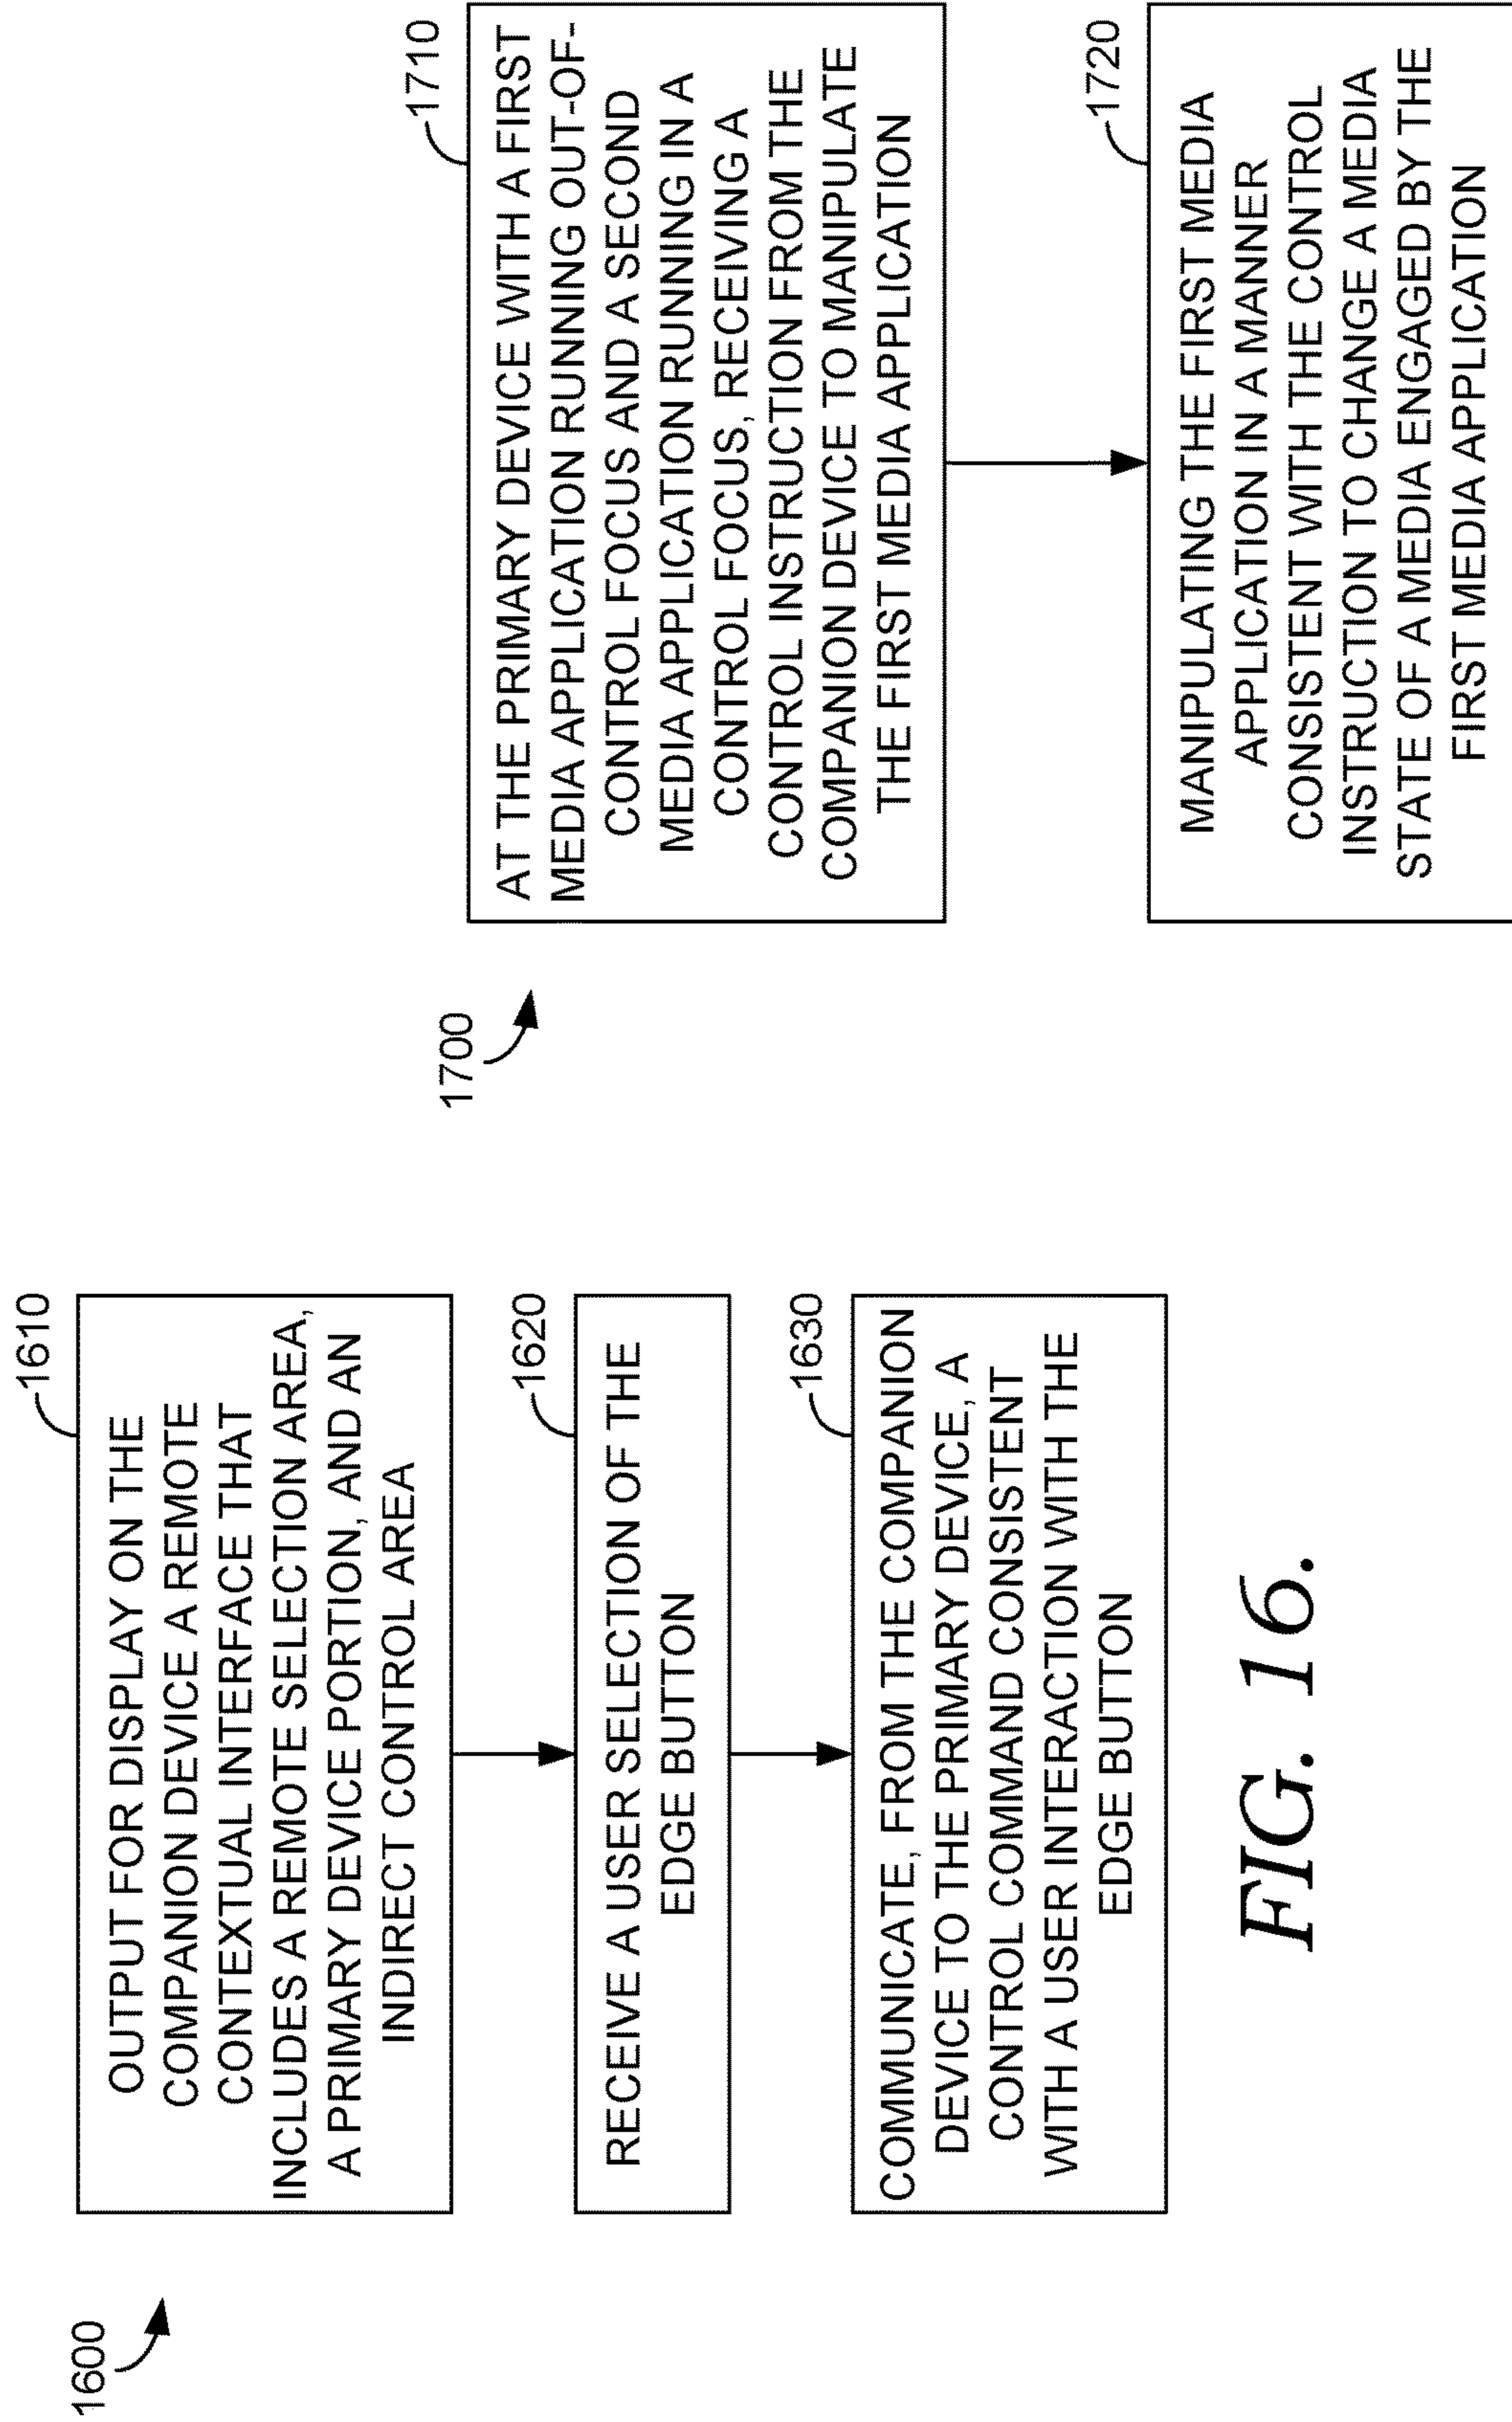 1600
1610
OUTPUT FOR DISPLAY ON THE
COMPANION DEVICE A REMOTE
CONTEXTUAL INTERFACE THAT
INCLUDES A REMOTE SELECTION AREA,
A PRIMARY DEVICE PORTION, AND AN
INDIRECT CONTROL AREA
1620
RECEIVE A USER SELECTION OF THE
EDGE BUTTON
1630
COMMUNICATE, FROM THE COMPANION
DEVICE TO THE PRIMARY DEVICE, A
CONTROL COMMAND CONSISTENT
WITH A USER INTERACTION WITH THE
EDGE BUTTON
FIG. 16.
1700
1710
AT THE PRIMARY DEVICE WITH A FIRST
MEDIA APPLICATION RUNNING OUT-OF-
CONTROL FOCUS AND A SECOND
MEDIA APPLICATION RUNNING IN A
CONTROL FOCUS, RECEIVING A
CONTROL INSTRUCTION FROM THE
COMPANION DEVICE TO MANIPULATE
THE FIRST MEDIA APPLICATION
1720
MANIPULATING THE FIRST MEDIA
APPLICATION IN A MANNER
CONSISTENT WITH THE CONTROL
INSTRUCTION TO CHANGE A MEDIA
STATE OF A MEDIA ENGAGED BY THE
FIRST MEDIA APPLICATION